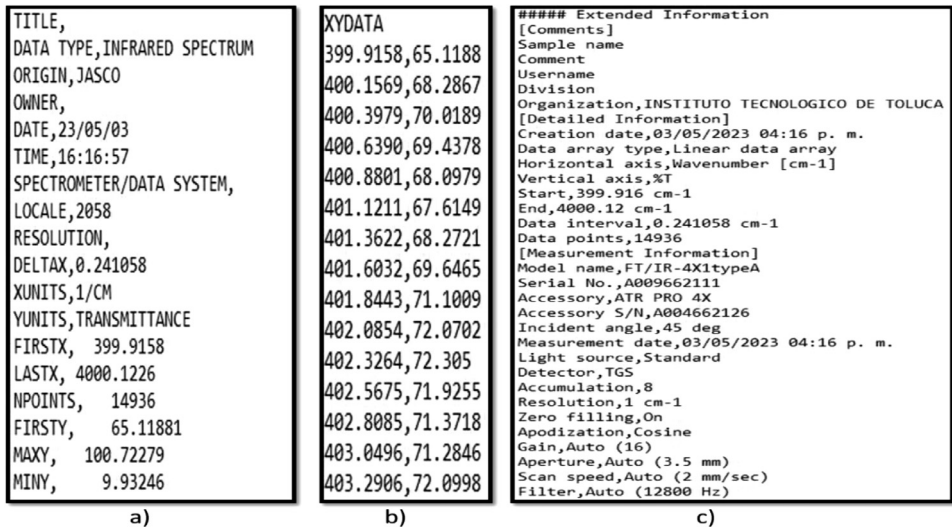 TITLE,
DATA TYPE,INFRARED SPECTRUM
ORIGIN,JASCO
OWNER,
DATE,23/05/03
TIME,16:16:57
SPECTROMETER/DATA SYSTEM,
LOCALE,2058
RESOLUTION,
DELTAX,0.241058
XUNITS,1/CM
YUNITS,TRANSMITTANCE
FIRSTX, 399.9158
LASTX, 4000.1226
NPOINTS, 14936
FIRSTY, 65.11881
MAXY, 100.72279
MINY, 9.93246
a)
XYDATA
399.9158,65.1188
400.1569,68.2867
400.3979,70.0189
400.6390,69.4378
400.8801,68.0979
401.1211,67.6149
401.3622,68.2721
401.6032,69.6465
401.8443,71.1009
402.0854,72.0702
402.3264,72.305
402.5675,71.9255
402.8085,71.3718
403.0496,71.2846
403.2906,72.0998
b)
##### Extended Information
[Comments]
Sample name
Comment
Username
Division
Organization,INSTITUTO TECNOLOGICO DE TOLUCA
[Detailed Information]
Creation date,03/05/2023 04:16 p. m.
Data array type,Linear data array
Horizontal axis,Wavenumber [cm-1]
Vertical axis,%T
Start,399.916 cm-1
End,4000.12 cm-1
Data interval,0.241058 cm-1
Data points,14936
[Measurement Information]
Model name,FT/IR-4X1typeA
Serial No.,A009662111
Accessory,ATR PRO 4X
Accessory S/N,A004662126
Incident angle,45 deg
Measurement date,03/05/2023 04:16 p. m.
Light source,Standard
Detector,TGS
Accumulation,8
Resolution,1 cm-1
Zero filling,On
Apodization,Cosine
Gain,Auto (16)
Aperture,Auto (3.5 mm)
Scan speed,Auto (2 mm/sec)
Filter,Auto (12800 Hz)
c)